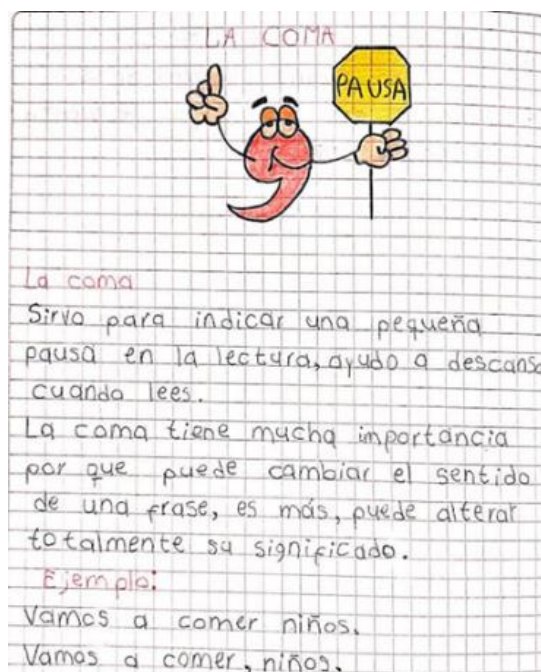 LA COMA
PAUSA
La coma
Sirvo para indicar una pequeña
pausa en la lectura, ayudo a descansa
cuando lees.
La coma tiene mucha importancia
por que puede cambiar el sentido
de una frase, es más, puede alterar
totalmente su significado.
Ejemplo:
Vamos a comer niños.
Vamos a comer, niños.